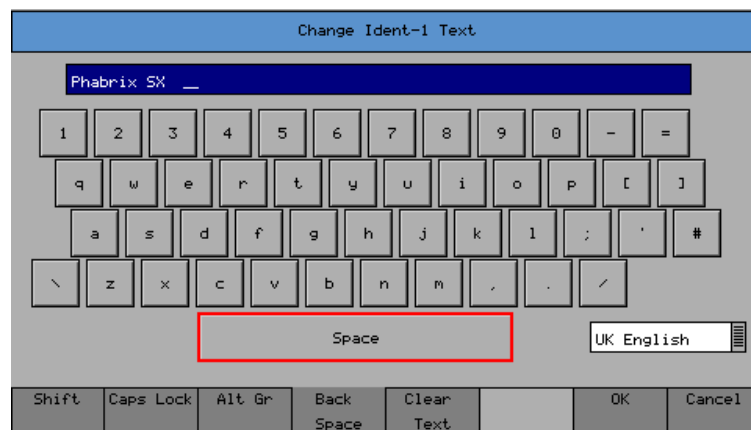 Change Ident-1 Text
Phabrix SX __
1 2 3 4 5 6 7 8 9 0 - =
q w e r t y u i o p [ ]
a s d f g h j k l ; ' #
\ z x c v b n m , . /
Space
UK English
Shift Caps Lock Alt Gr Back Space Clear Text OK Cancel